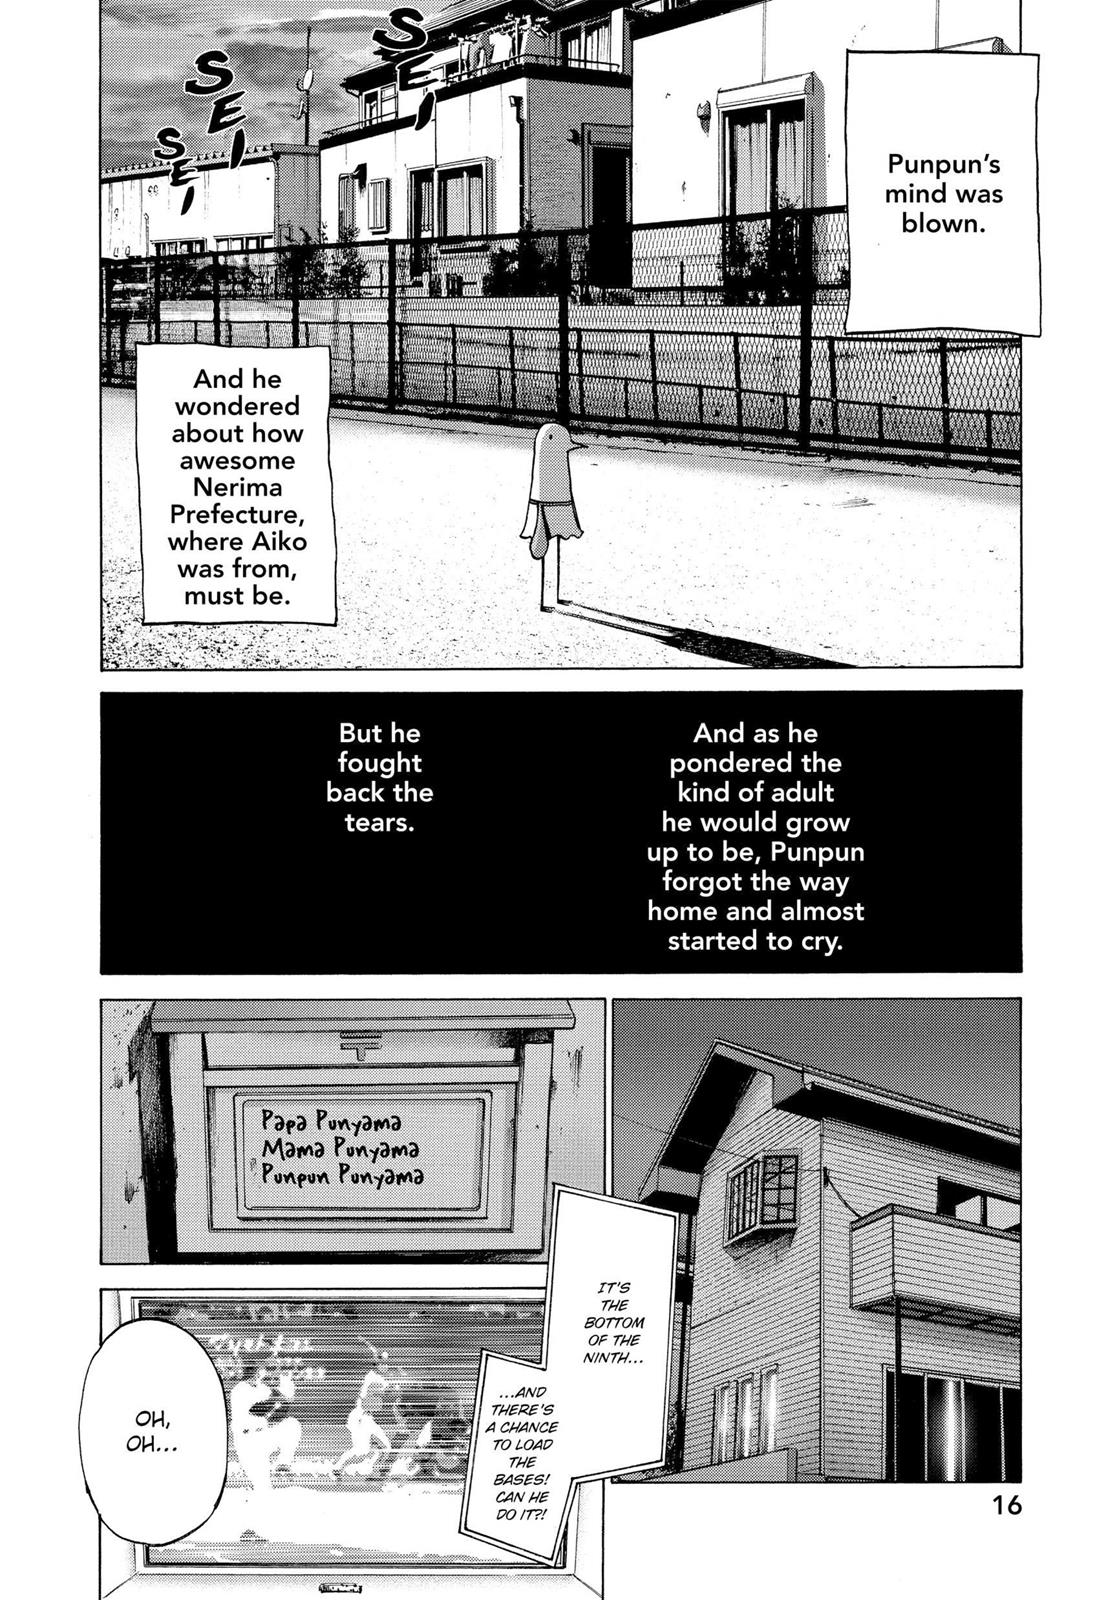 SEI
SEI
SEI
Punpun's
mind was
blown.
And he
wondered
about how
awesome
Nerima
Prefecture,
where Aiko
was from,
must be.
And as he
pondered the
kind of adult
he would grow
up to be, Punpun
forgot the way
home and almost
started to cry.
But he
fought
back the
tears.
IT'S
THE
BOTTOM
OF THE
NINTH...
...AND
THERE'S
A CHANCE
TO LOAD
THE
BASES!
CAN HE
DO IT?!
〒
Papa Punyama
Mama Punyama
Punpun Punyama
OH,
OH...
16